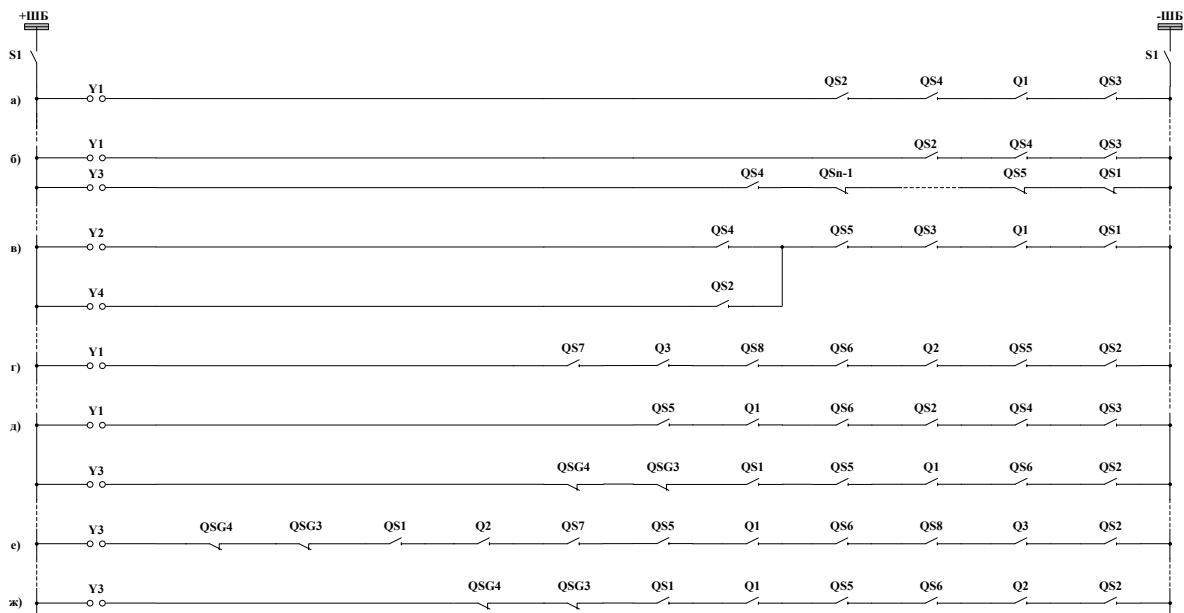 +ШБ -ШБ
S1 S1
а) Y1 QS2 QS4 Q1 QS3
б) Y1 QS2 QS4 QS3
Y3 QS4 QSn-1 QS5 QS1
в) Y2 QS4 QS5 QS3 Q1 QS1
Y4 QS2
г) Y1 QS7 Q3 QS8 QS6 Q2 QS5 QS2
д) Y1 QS5 Q1 QS6 QS2 QS4 QS3
Y3 QSG4 QSG3 QS1 QS5 Q1 QS6 QS2
е) Y3 QSG4 QSG3 QS1 Q2 QS7 QS5 Q1 QS6 QS8 Q3 QS2
ж) Y3 QSG4 QSG3 QS1 Q1 QS5 QS6 Q2 QS2